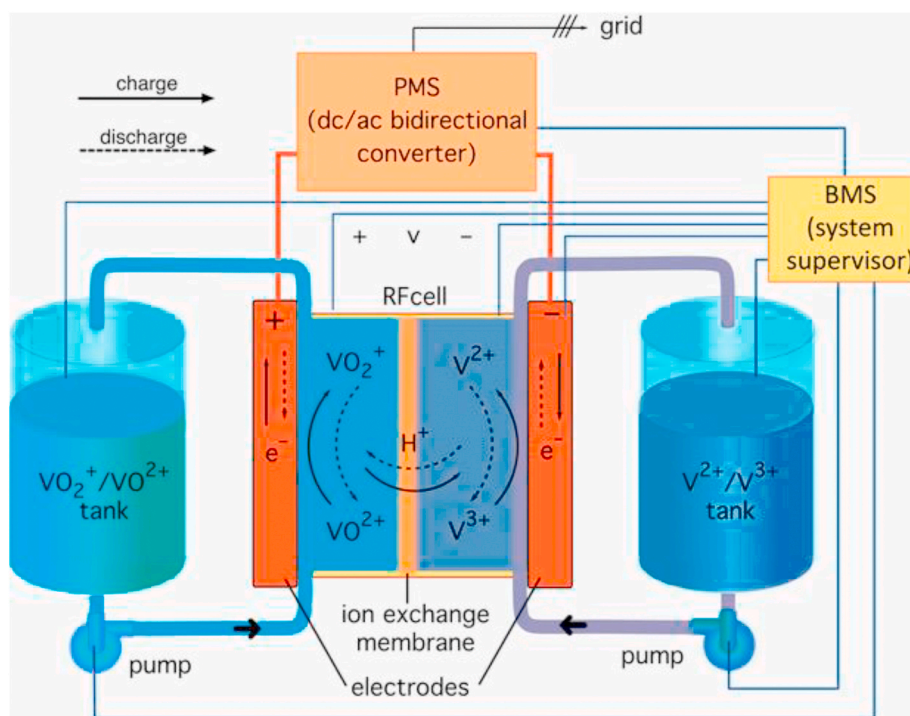 grid
PMS
(dc/ac bidirectional
converter)
charge
discharge
BMS
(system
supervisor)
+ v −
RFcell
+
−
VO₂⁺
V²⁺
e⁻
H⁺
e⁻
VO²⁺
V³⁺
VO₂⁺/VO²⁺
tank
V²⁺/V³⁺
tank
ion exchange
membrane
pump
pump
electrodes